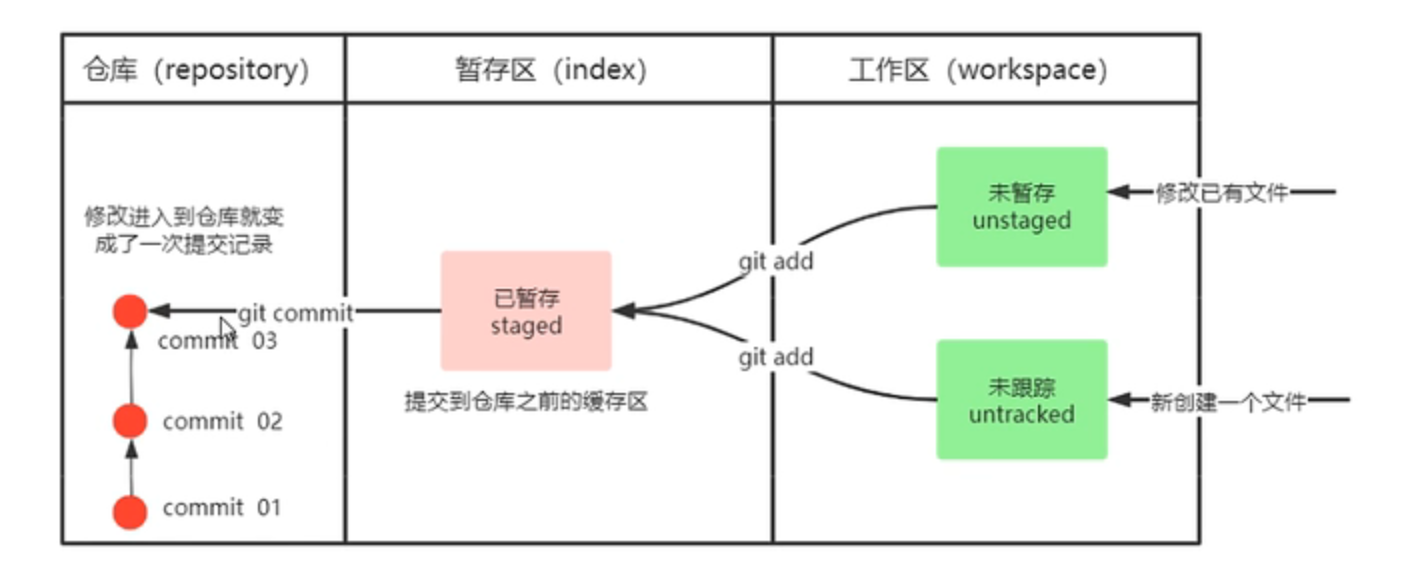 仓库（repository）
暂存区（index）
工作区（workspace）
修改进入到仓库就变
成了一次提交记录
git commit
commit 03
commit 02
commit 01
已暂存
staged
提交到仓库之前的缓存区
git add
git add
未暂存
unstaged
修改已有文件
未跟踪
untracked
新创建一个文件